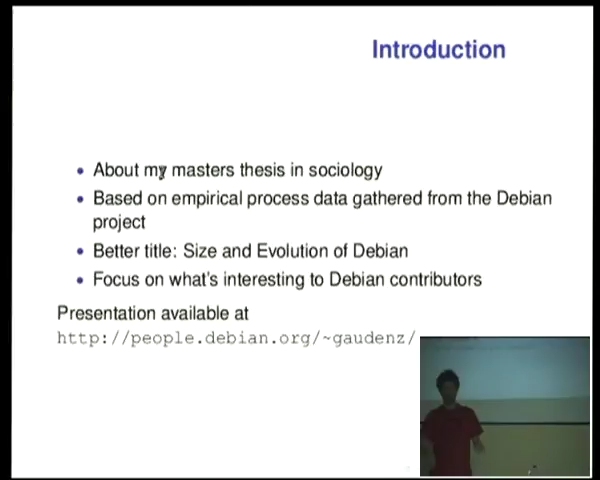 Introduction
About my masters thesis in sociology
Based on empirical process data gathered from the Debian
project
Better title: Size and Evolution of Debian
Focus on what's interesting to Debian contributors
Presentation available at
http://people.debian.org/~gaudenz/